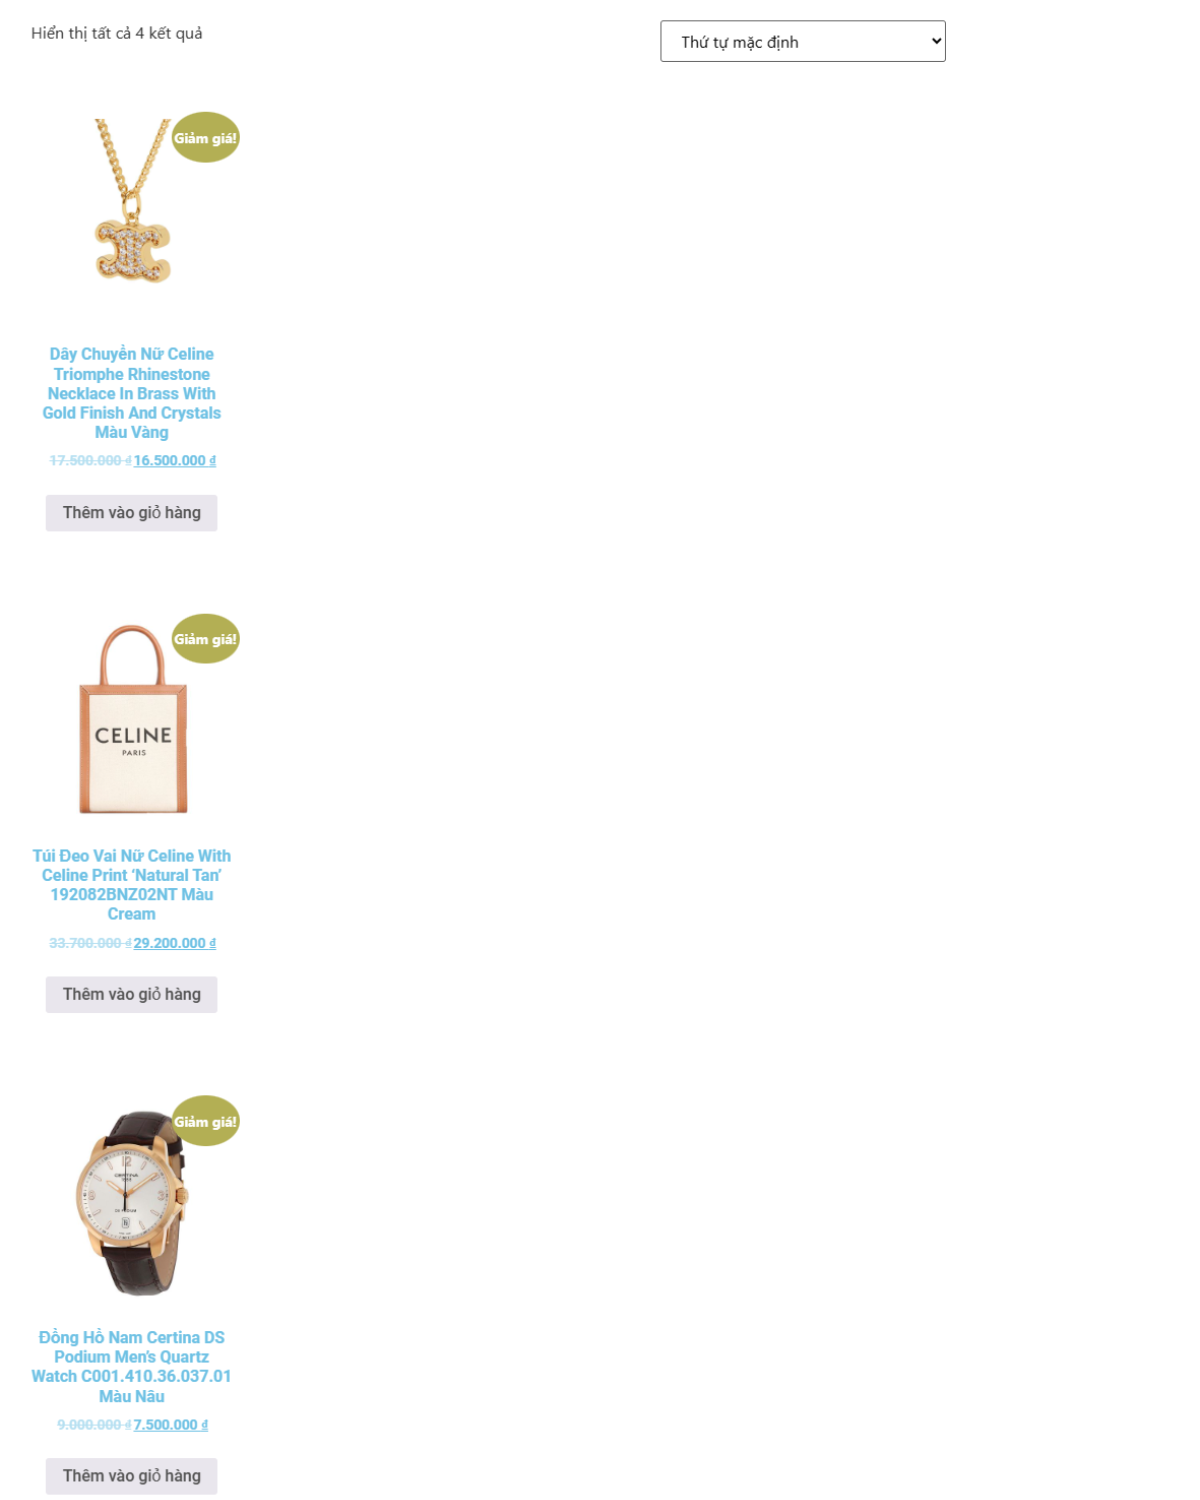 Hiển thị tất cả 4 kết quả
Thứ tự mặc định
Giảm giá!
Dây Chuyền Nữ Celine
Triomphe Rhinestone
Necklace In Brass With
Gold Finish And Crystals
Màu Vàng
17.500.000 ₫ 16.500.000 ₫
Thêm vào giỏ hàng
Giảm giá!
CELINE
PARIS
Túi Đeo Vai Nữ Celine With
Celine Print ‘Natural Tan’
192082BNZ02NT Màu
Cream
33.700.000 ₫ 29.200.000 ₫
Thêm vào giỏ hàng
Giảm giá!
CERTINA
Đồng Hồ Nam Certina DS
Podium Men’s Quartz
Watch C001.410.36.037.01
Màu Nâu
9.000.000 ₫ 7.500.000 ₫
Thêm vào giỏ hàng